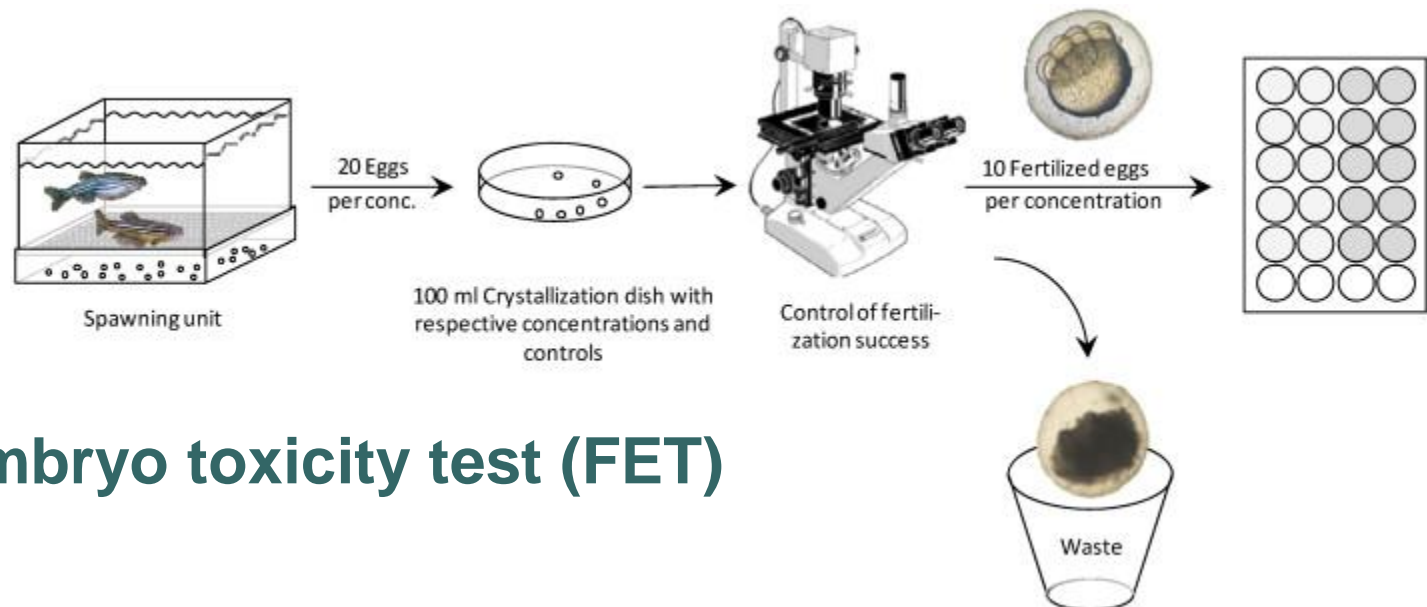 20 Eggs
per conc.
10 Fertilized eggs
per concentration
Spawning unit
100 ml Crystallization dish with
respective concentrations and
controls
Control of fertili-
zation success
mbryo toxicity test (FET)
Waste